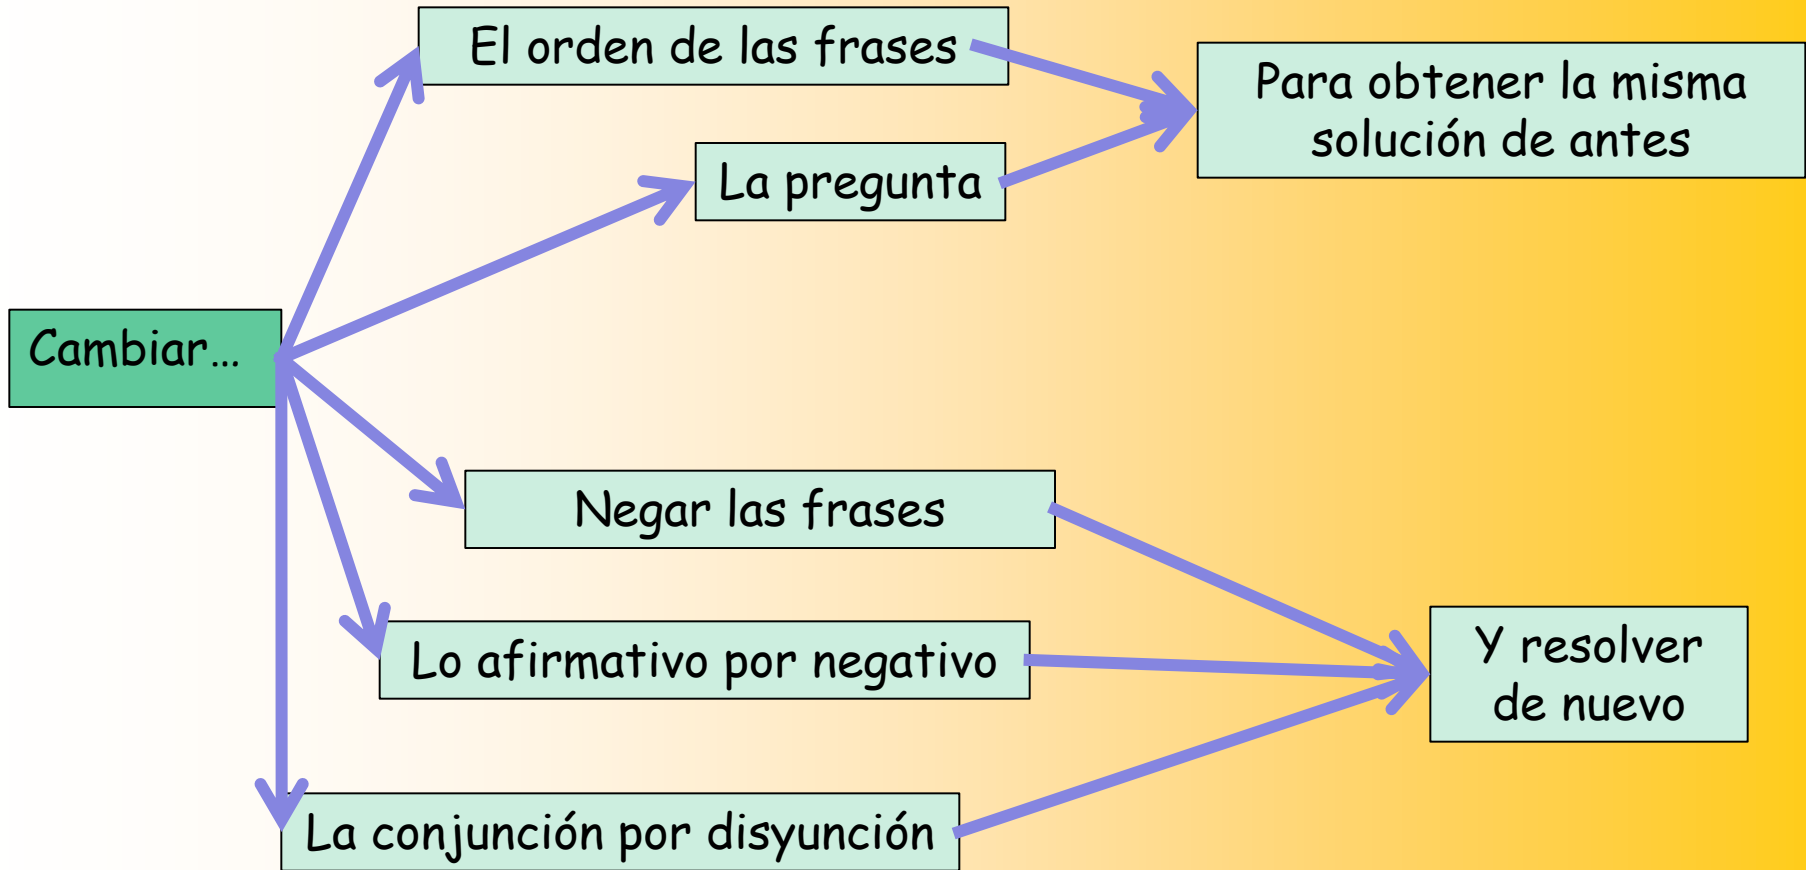 El orden de las frases
Para obtener la misma
solución de antes
La pregunta
Cambiar...
Negar las frases
Lo afirmativo por negativo
Y resolver
de nuevo
La conjunción por disyunción